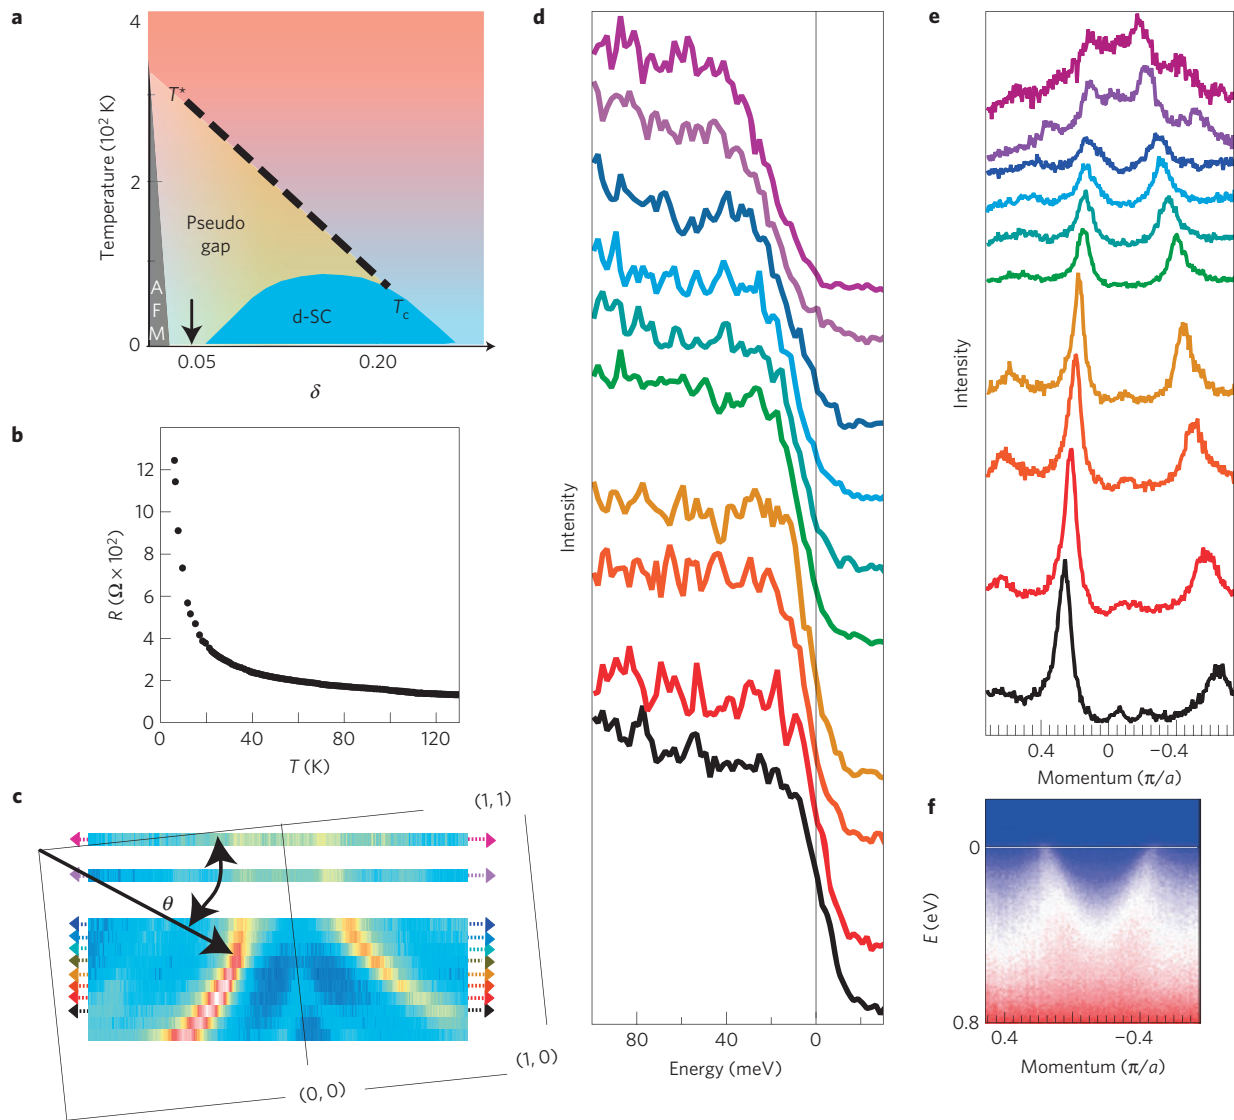 a
4
2
0
Temperature (10² K)
T*
Pseudo
gap
A
F
M
d-SC
T_c
0.05
0.20
δ
b
12
10
8
6
4
2
0
R (Ω × 10²)
0
40
80
120
T (K)
c
(1, 1)
θ
(1, 0)
(0, 0)
d
Intensity
80
40
0
Energy (meV)
e
Intensity
0.4
0
−0.4
Momentum (π/a)
f
0
E (eV)
0.8
0.4
−0.4
Momentum (π/a)